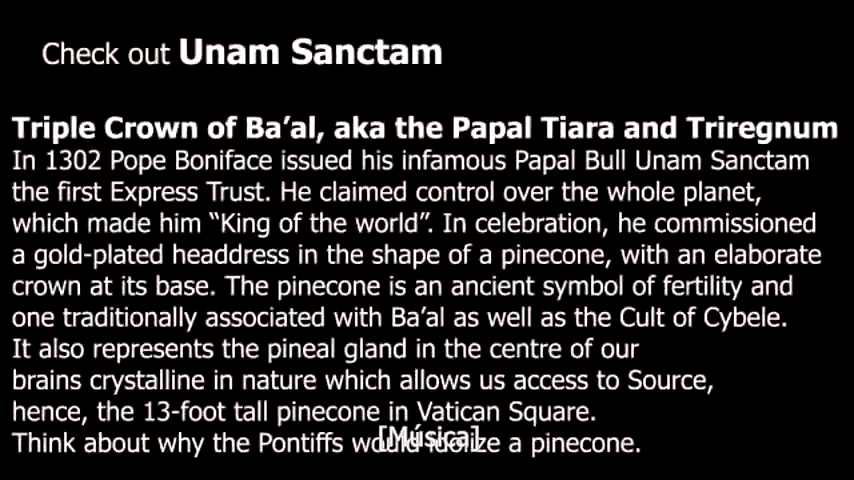 Check out Unam Sanctam
Triple Crown of Ba’al, aka the Papal Tiara and Triregnum
In 1302 Pope Boniface issued his infamous Papal Bull Unam Sanctam
the first Express Trust. He claimed control over the whole planet,
which made him “King of the world”. In celebration, he commissioned
a gold-plated headdress in the shape of a pinecone, with an elaborate
crown at its base. The pinecone is an ancient symbol of fertility and
one traditionally associated with Ba’al as well as the Cult of Cybele.
It also represents the pineal gland in the centre of our
brains crystalline in nature which allows us access to Source,
hence, the 13-foot tall pinecone in Vatican Square.
Think about why the Pontiffs would idolize a pinecone.
[Música]